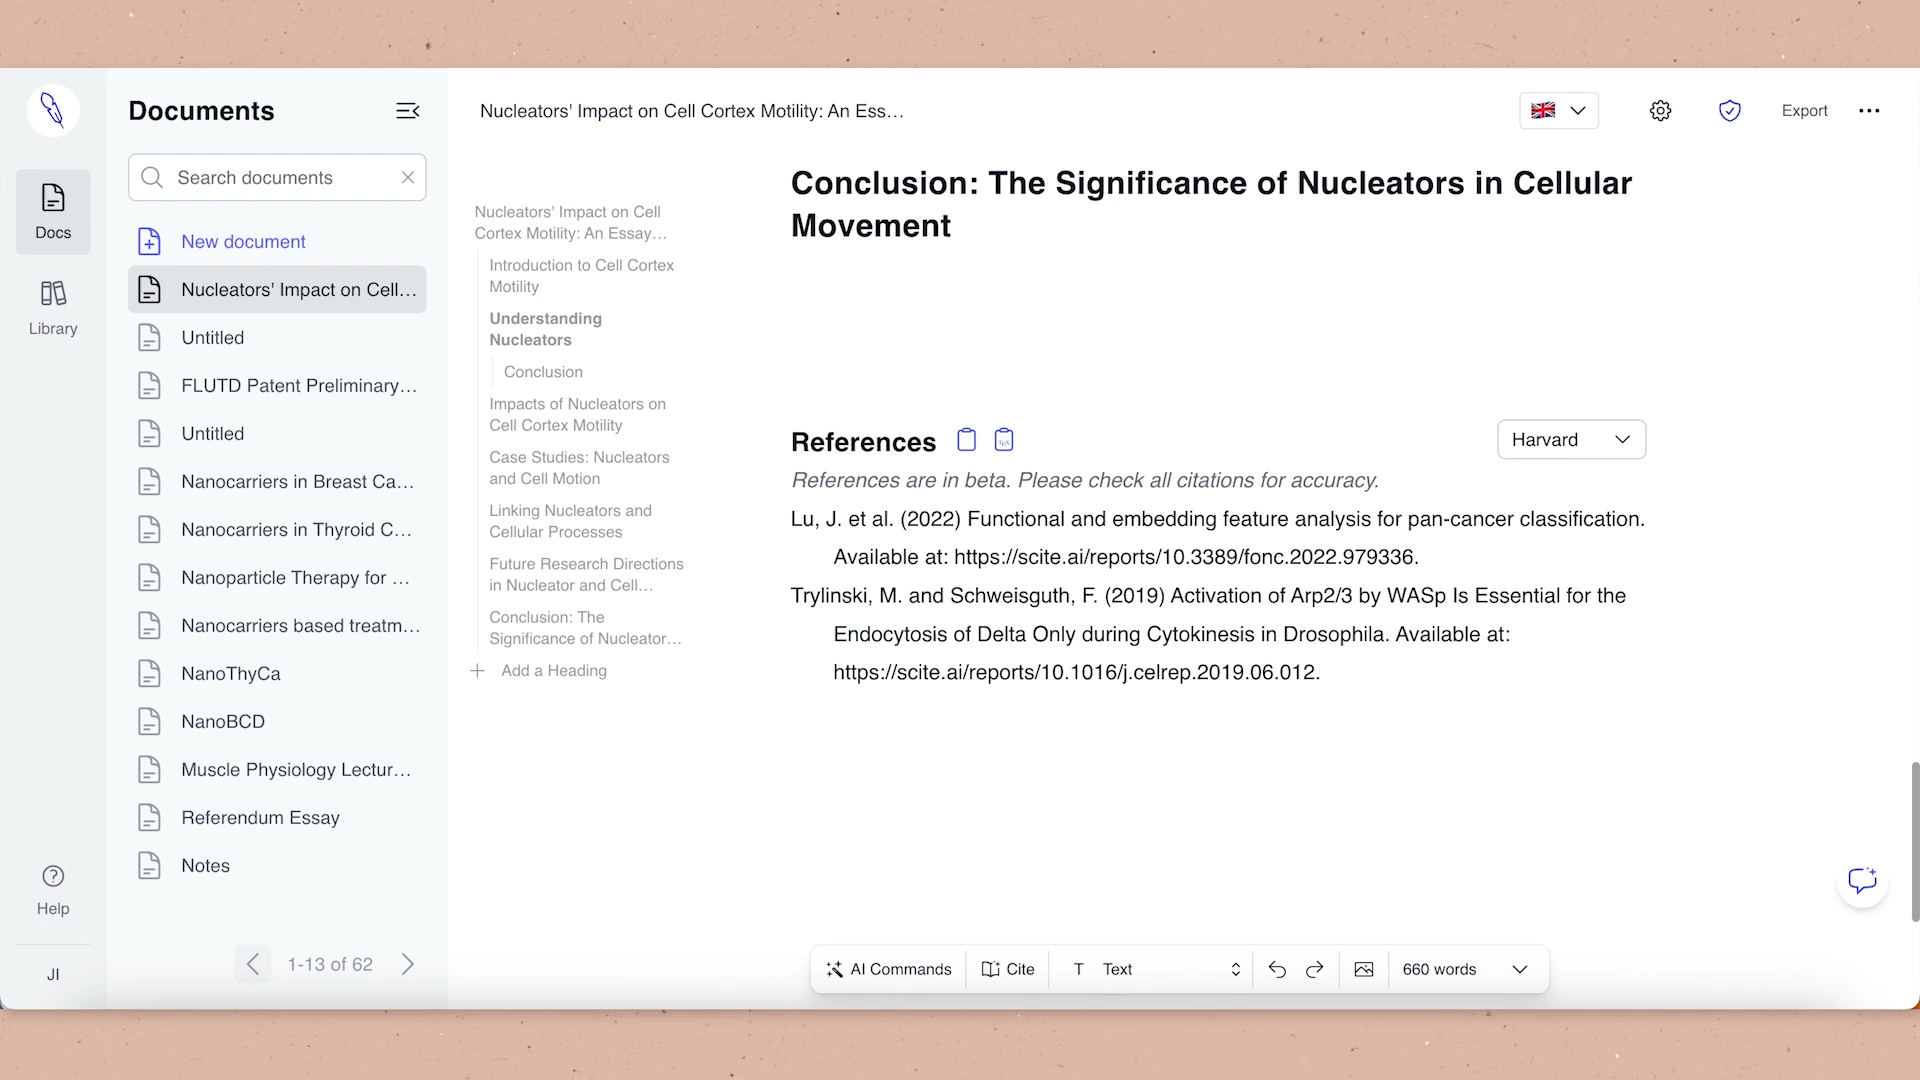 Documents
Nucleators' Impact on Cell Cortex Motility: An Ess…
Export
Search documents
Docs
New document
Nucleators' Impact on Cell…
Library
Untitled
FLUTD Patent Preliminary…
Untitled
Nanocarriers in Breast Ca…
Nanocarriers in Thyroid C…
Nanoparticle Therapy for …
Nanocarriers based treatm…
NanoThyCa
NanoBCD
Muscle Physiology Lectur…
Referendum Essay
Notes
Help
JI
1-13 of 62
Nucleators' Impact on Cell
Cortex Motility: An Essay…
Introduction to Cell Cortex
Motility
Understanding
Nucleators
Conclusion
Impacts of Nucleators on
Cell Cortex Motility
Case Studies: Nucleators
and Cell Motion
Linking Nucleators and
Cellular Processes
Future Research Directions
in Nucleator and Cell…
Conclusion: The
Significance of Nucleator…
Add a Heading
Conclusion: The Significance of Nucleators in Cellular
Movement
References
TeX
Harvard
References are in beta. Please check all citations for accuracy.
Lu, J. et al. (2022) Functional and embedding feature analysis for pan-cancer classification.
Available at: https://scite.ai/reports/10.3389/fonc.2022.979336.
Trylinski, M. and Schweisguth, F. (2019) Activation of Arp2/3 by WASp Is Essential for the
Endocytosis of Delta Only during Cytokinesis in Drosophila. Available at:
https://scite.ai/reports/10.1016/j.celrep.2019.06.012.
AI Commands
Cite
T Text
660 words